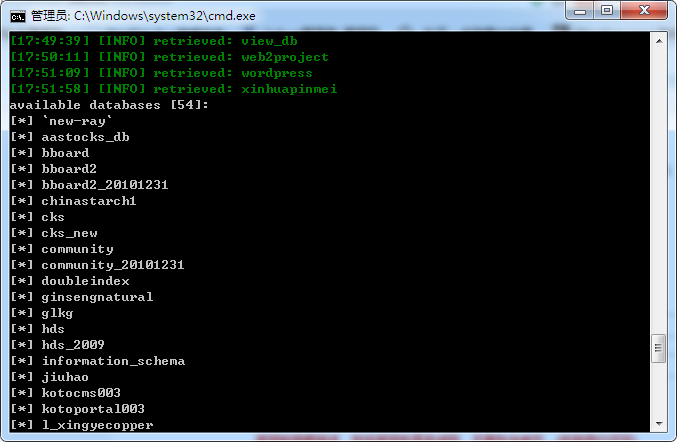 管理员: C:\Windows\system32\cmd.exe
[17:49:39] [INFO] retrieved: view_db
[17:50:11] [INFO] retrieved: web2project
[17:51:09] [INFO] retrieved: wordpress
[17:51:58] [INFO] retrieved: xinhuapinmei
available databases [54]:
[*] `new-ray`
[*] aastocks_db
[*] bboard
[*] bboard2
[*] bboard2_20101231
[*] chinastarch1
[*] cks
[*] cks_new
[*] community
[*] community_20101231
[*] doubleindex
[*] ginsengnatural
[*] glkg
[*] hds
[*] hds_2009
[*] information_schema
[*] jiuhao
[*] kotocms003
[*] kotoportal003
[*] l_xingyecopper